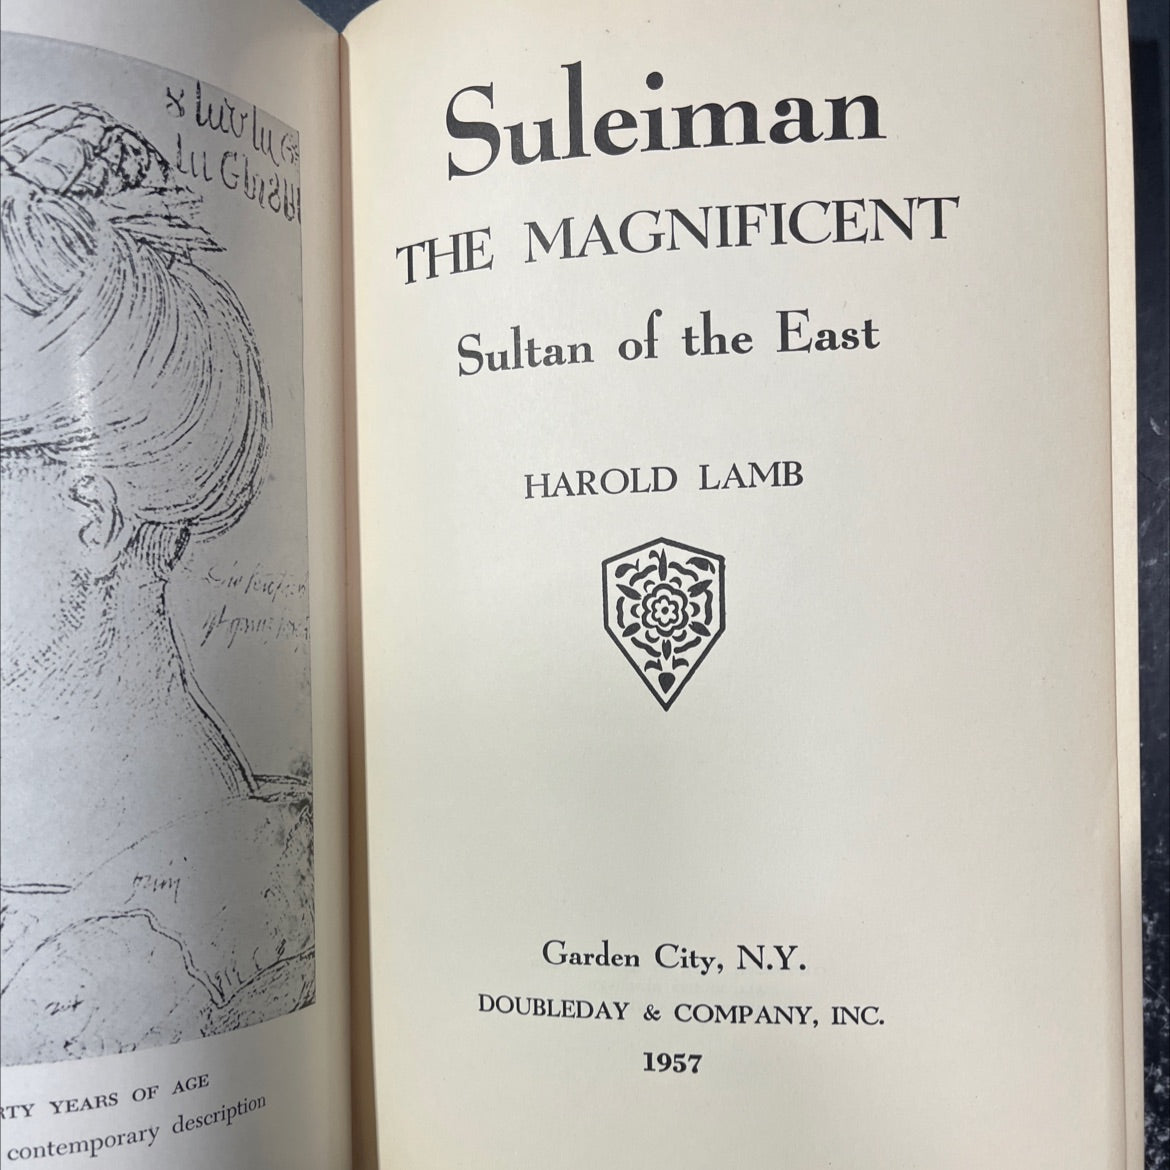 RTY YEARS OF AGE
contemporary description
Suleiman
THE MAGNIFICENT
Sultan of the East
HAROLD LAMB
Garden City, N.Y.
DOUBLEDAY & COMPANY, INC.
1957